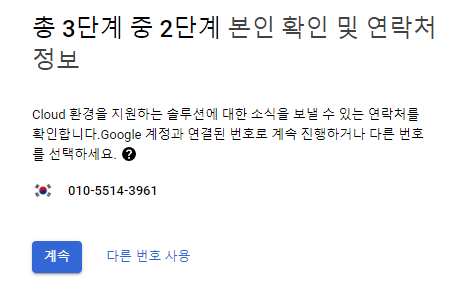 총 3단계 중 2단계 본인 확인 및 연락처
정보
Cloud 환경을 지원하는 솔루션에 대한 소식을 보낼 수 있는 연락처를
확인합니다.Google 계정과 연결된 번호로 계속 진행하거나 다른 번호
를 선택하세요. ?
010-5514-3961
계속 다른 번호 사용